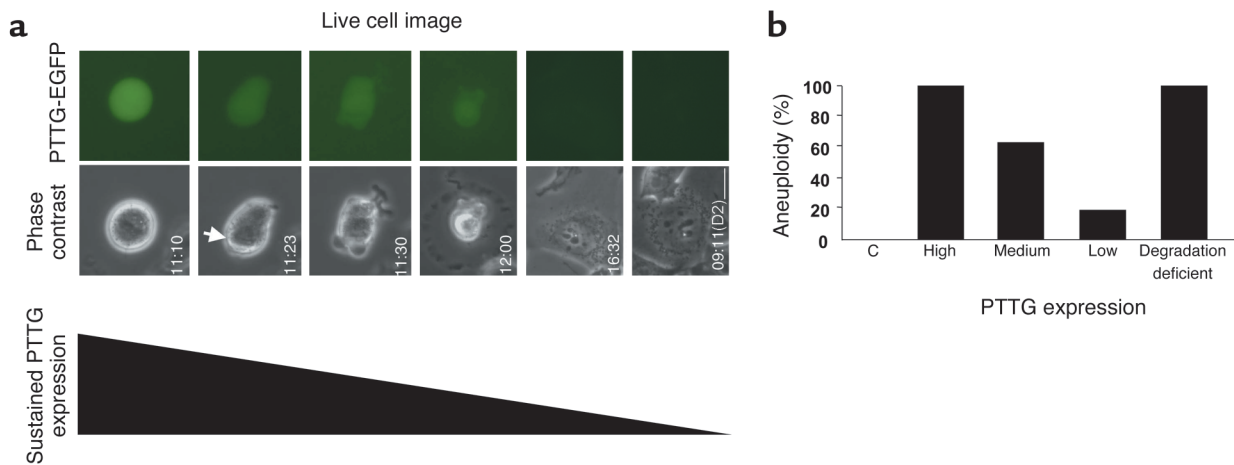 a
Live cell image
PTTG-EGFP
Phase
contrast
11:10
11:23
11:30
12:00
16:32
09:11(D2)
Sustained PTTG
expression
b
Aneuploidy (%)
100
80
60
40
20
0
C
High
Medium
Low
Degradation
deficient
PTTG expression